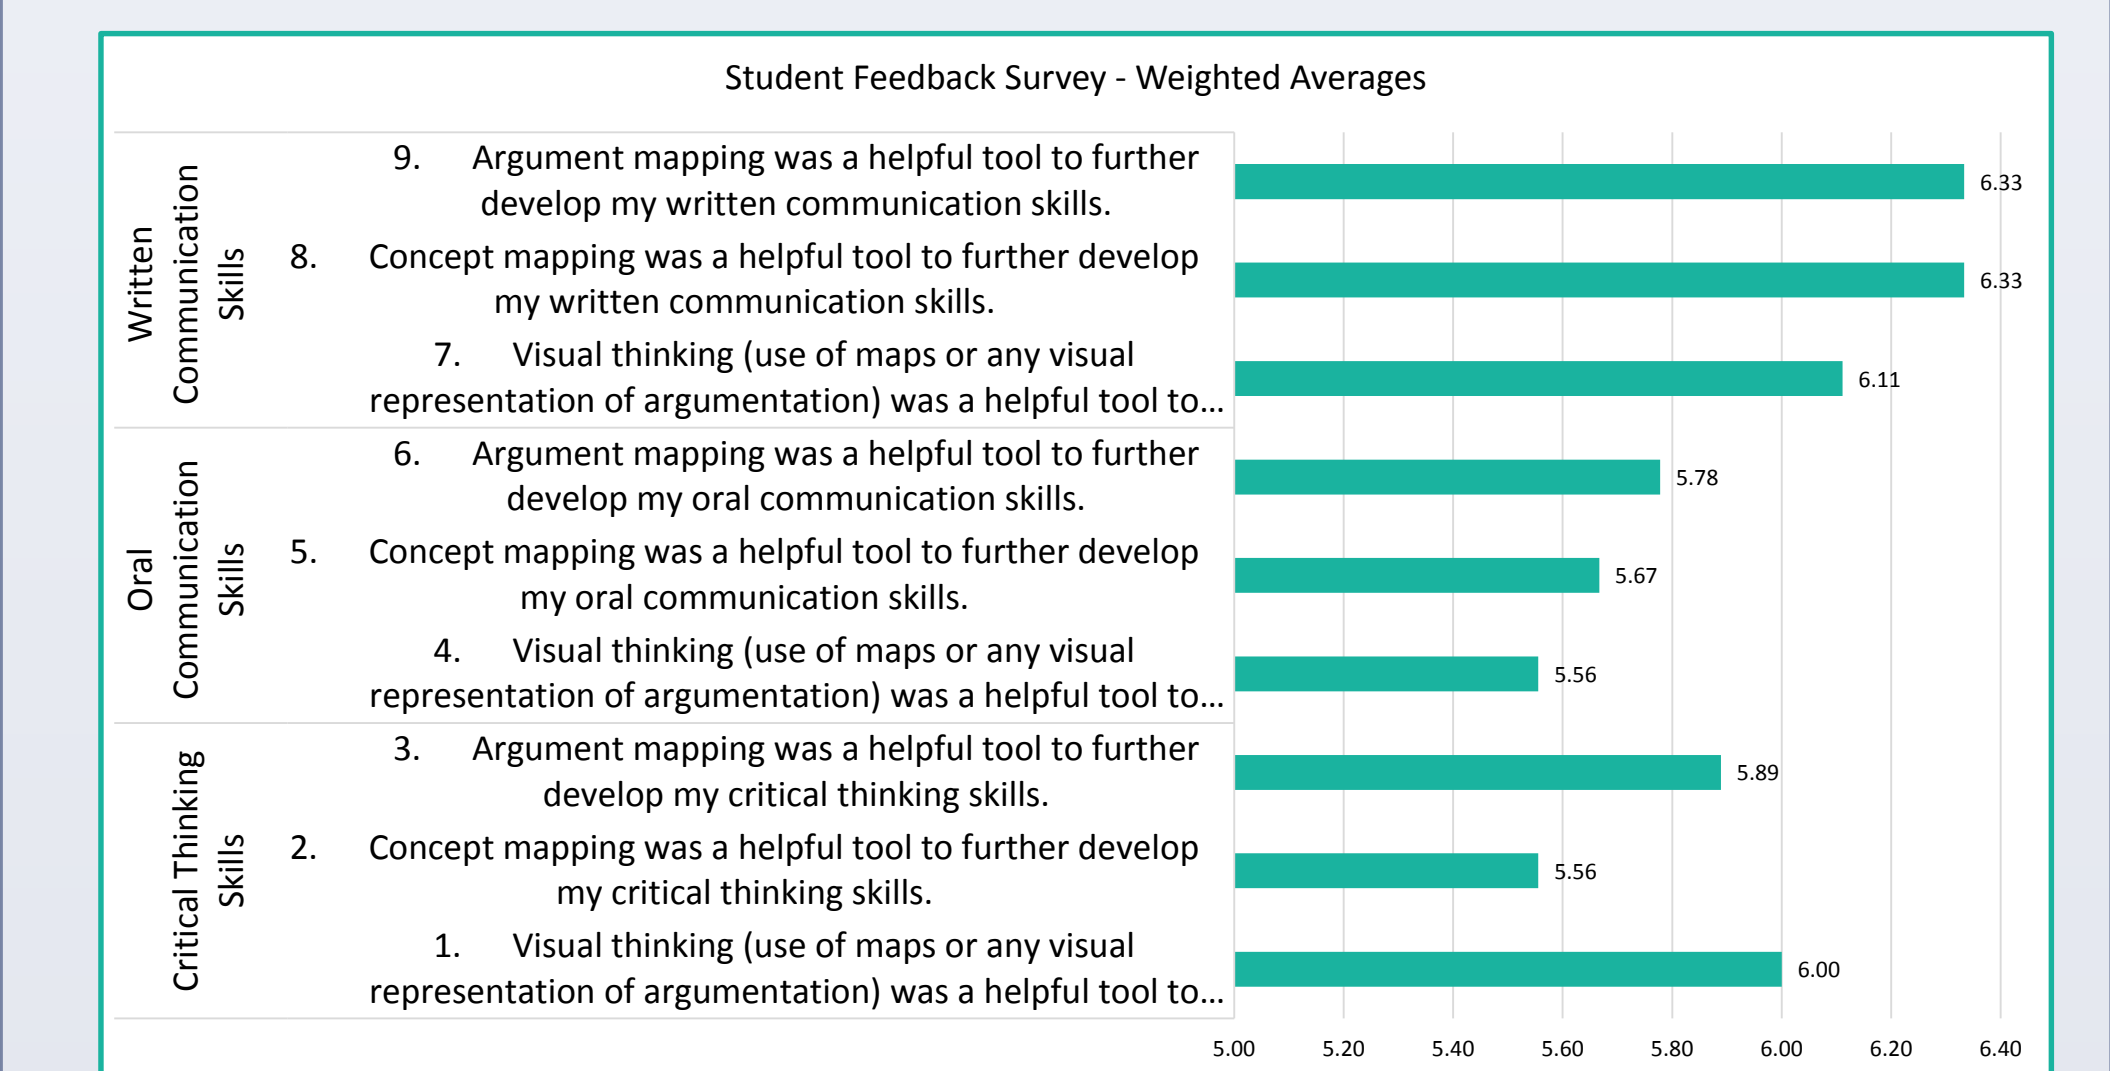 Student Feedback Survey - Weighted Averages
Written
Communication
Skills
9. Argument mapping was a helpful tool to further
develop my written communication skills.
6.33
8. Concept mapping was a helpful tool to further develop
my written communication skills.
6.33
7. Visual thinking (use of maps or any visual
representation of argumentation) was a helpful tool to...
6.11
Oral
Communication
Skills
6. Argument mapping was a helpful tool to further
develop my oral communication skills.
5.78
5. Concept mapping was a helpful tool to further develop
my oral communication skills.
5.67
4. Visual thinking (use of maps or any visual
representation of argumentation) was a helpful tool to...
5.56
Critical Thinking
Skills
3. Argument mapping was a helpful tool to further
develop my critical thinking skills.
5.89
2. Concept mapping was a helpful tool to further develop
my critical thinking skills.
5.56
1. Visual thinking (use of maps or any visual
representation of argumentation) was a helpful tool to...
6.00
5.00 5.20 5.40 5.60 5.80 6.00 6.20 6.40